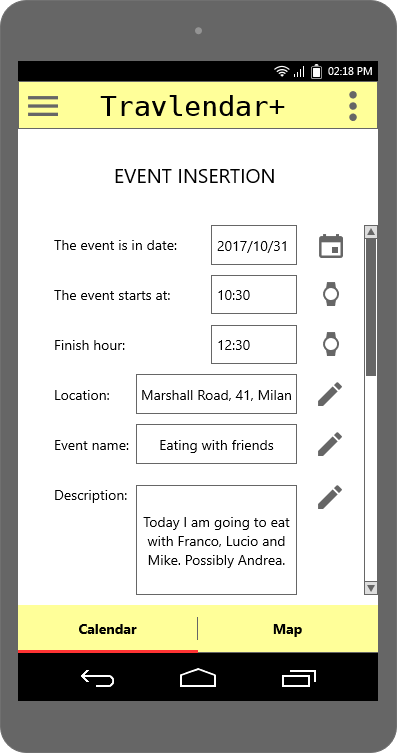 02:18 PM
Travlendar+
EVENT INSERTION
The event is in date: 2017/10/31
The event starts at: 10:30
Finish hour: 12:30
Location: Marshall Road, 41, Milan
Event name: Eating with friends
Description:
Today I am going to eat
with Franco, Lucio and
Mike. Possibly Andrea.
Calendar Map